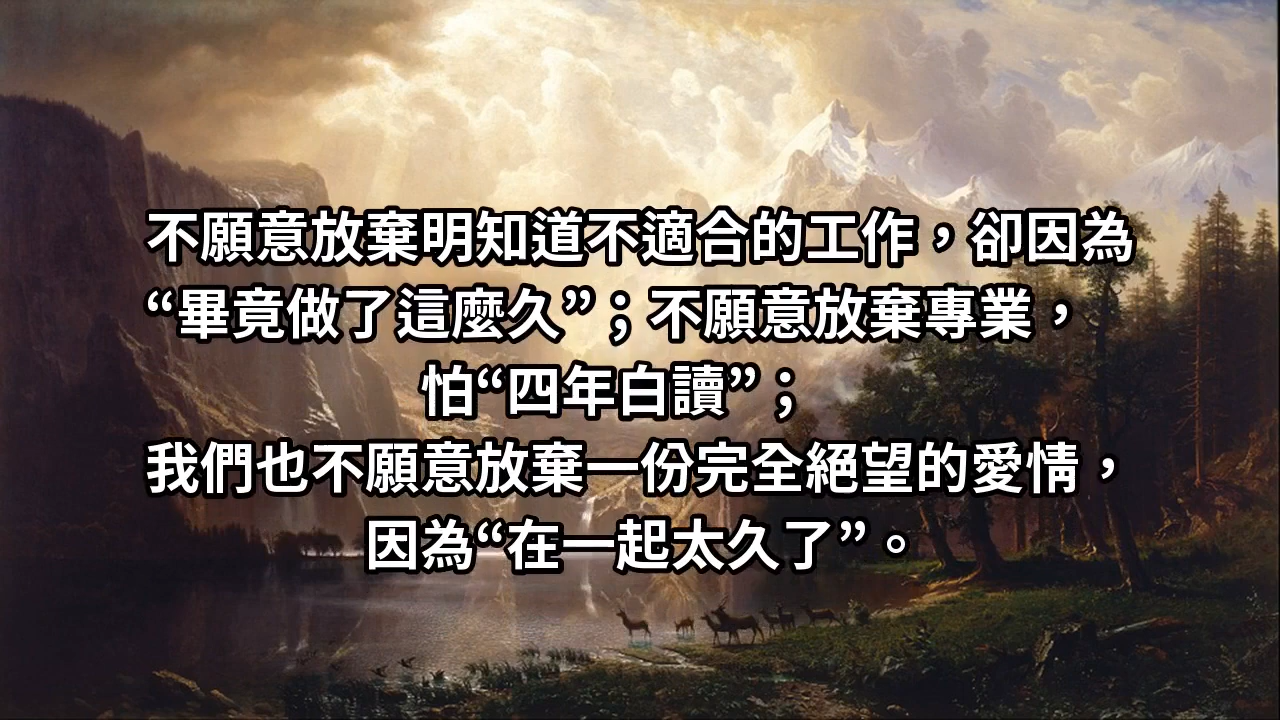 不願意放棄明知道不適合的工作，卻因為
“畢竟做了這麼久”；不願意放棄專業，
怕“四年白讀”；
我們也不願意放棄一份完全絕望的愛情，
因為“在一起太久了”。